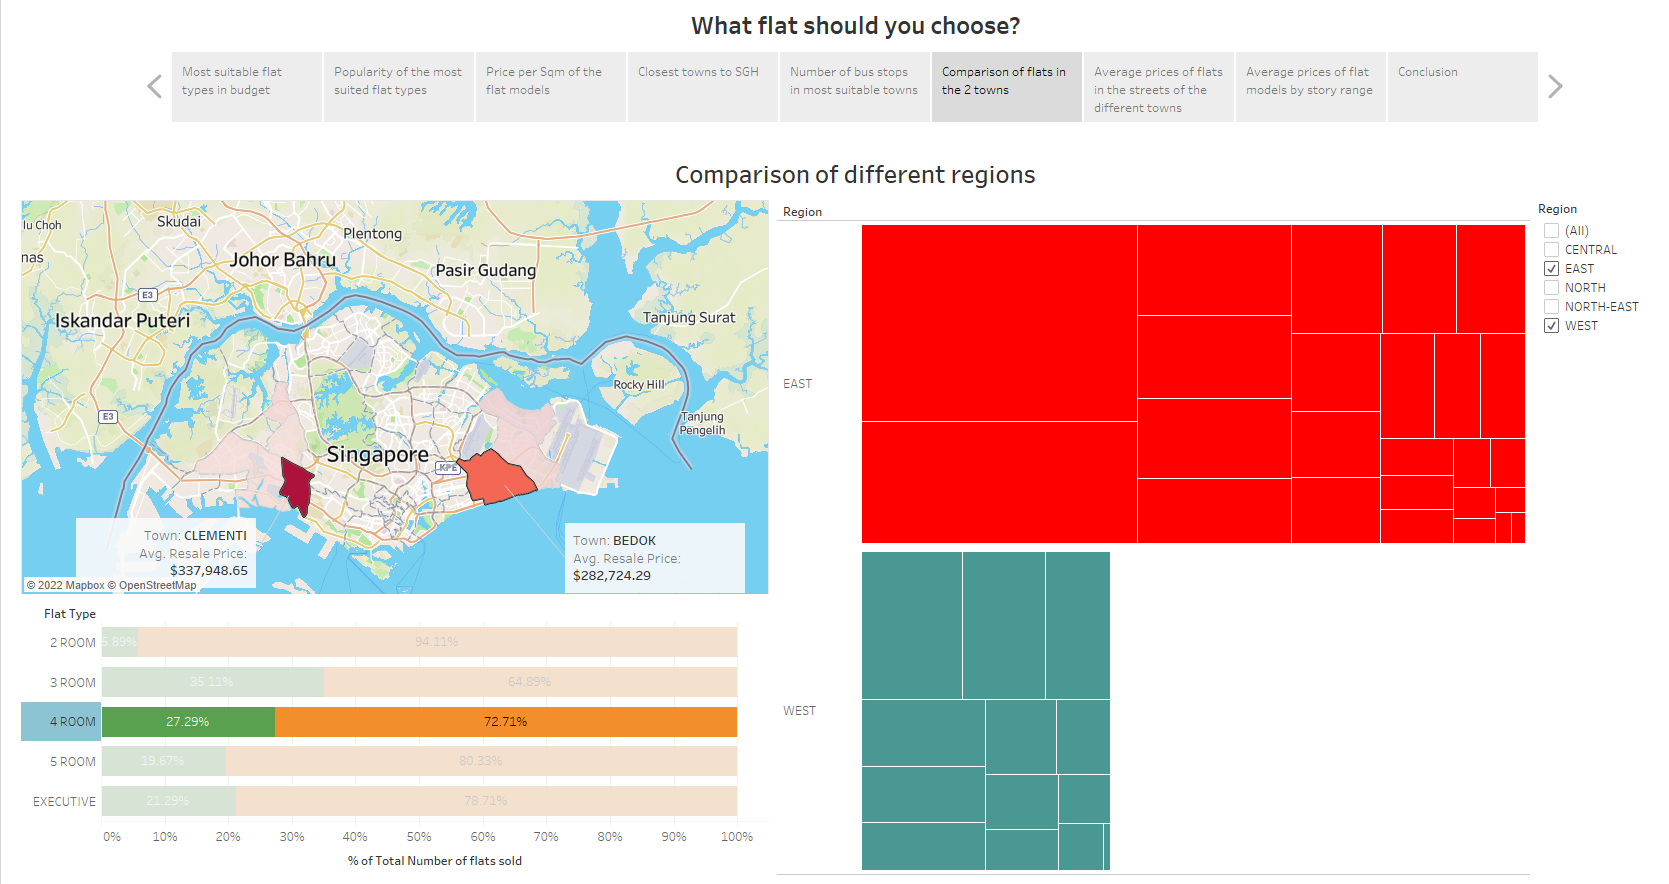 What flat should you choose?
Most suitable flat
types in budget
Popularity of the most
suited flat types
Price per Sqm of the
flat models
Closest towns to SGH
Number of bus stops
in most suitable towns
Comparison of flats in
the 2 towns
Average prices of flats
in the streets of the
different towns
Average prices of flat
models by story range
Conclusion
Comparison of different regions
lu Choh
Skudai
Plentong
nas
Johor Bahru
Pasir Gudang
E3
Iskandar Puteri
Tanjung Surat
Rocky Hill
E3
Tanjung
Pengelih
Singapore
KPE
Town: CLEMENTI
Avg. Resale Price:
$337,948.65
Town: BEDOK
Avg. Resale Price:
$282,724.29
© 2022 Mapbox © OpenStreetMap
Flat Type
2 ROOM 5.89% 94.11%
3 ROOM 35.11% 64.89%
4 ROOM 27.29% 72.71%
5 ROOM 19.67% 80.33%
EXECUTIVE 21.29% 78.71%
0% 10% 20% 30% 40% 50% 60% 70% 80% 90% 100%
% of Total Number of flats sold
Region
EAST
WEST
Region
(All)
CENTRAL
EAST
NORTH
NORTH-EAST
WEST